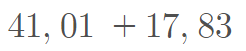 41, 01 + 17, 83